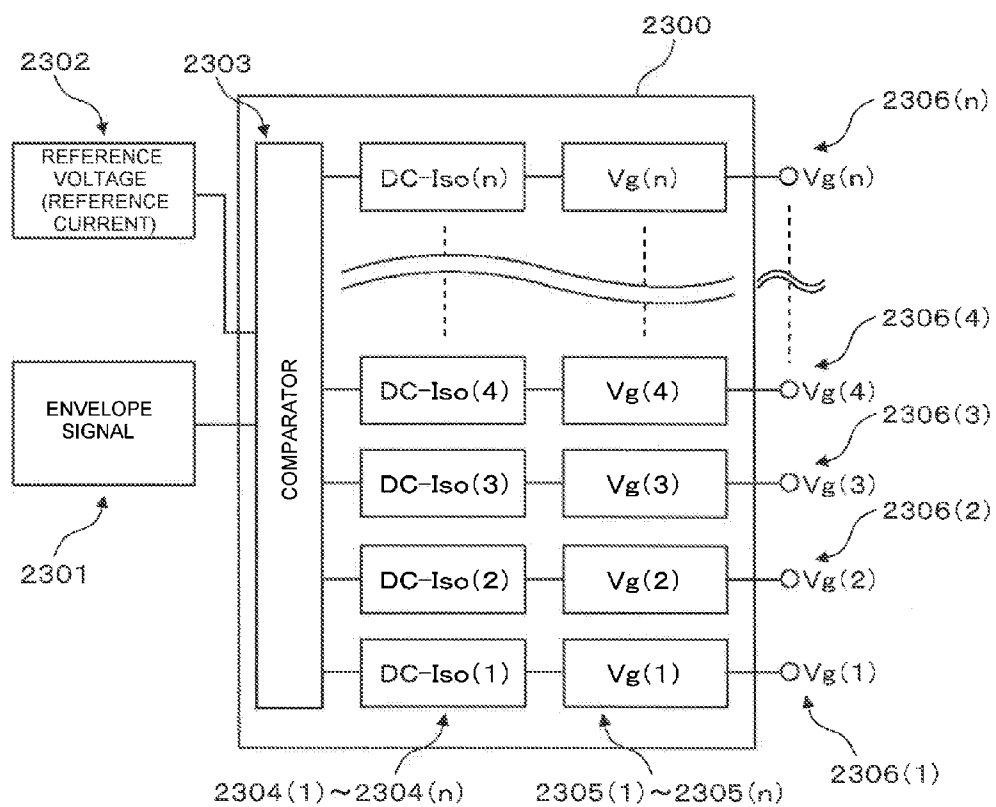 2300
2302
2303
2306(n)
REFERENCE
VOLTAGE
(REFERENCE
CURRENT)
DC-Iso(n)
Vg(n)
Vg(n)
2306(4)
ENVELOPE
SIGNAL
COMPARATOR
DC-Iso(4)
Vg(4)
Vg(4)
2306(3)
DC-Iso(3)
Vg(3)
Vg(3)
2306(2)
2301
DC-Iso(2)
Vg(2)
Vg(2)
DC-Iso(1)
Vg(1)
Vg(1)
2304(1)~2304(n)
2305(1)~2305(n)
2306(1)